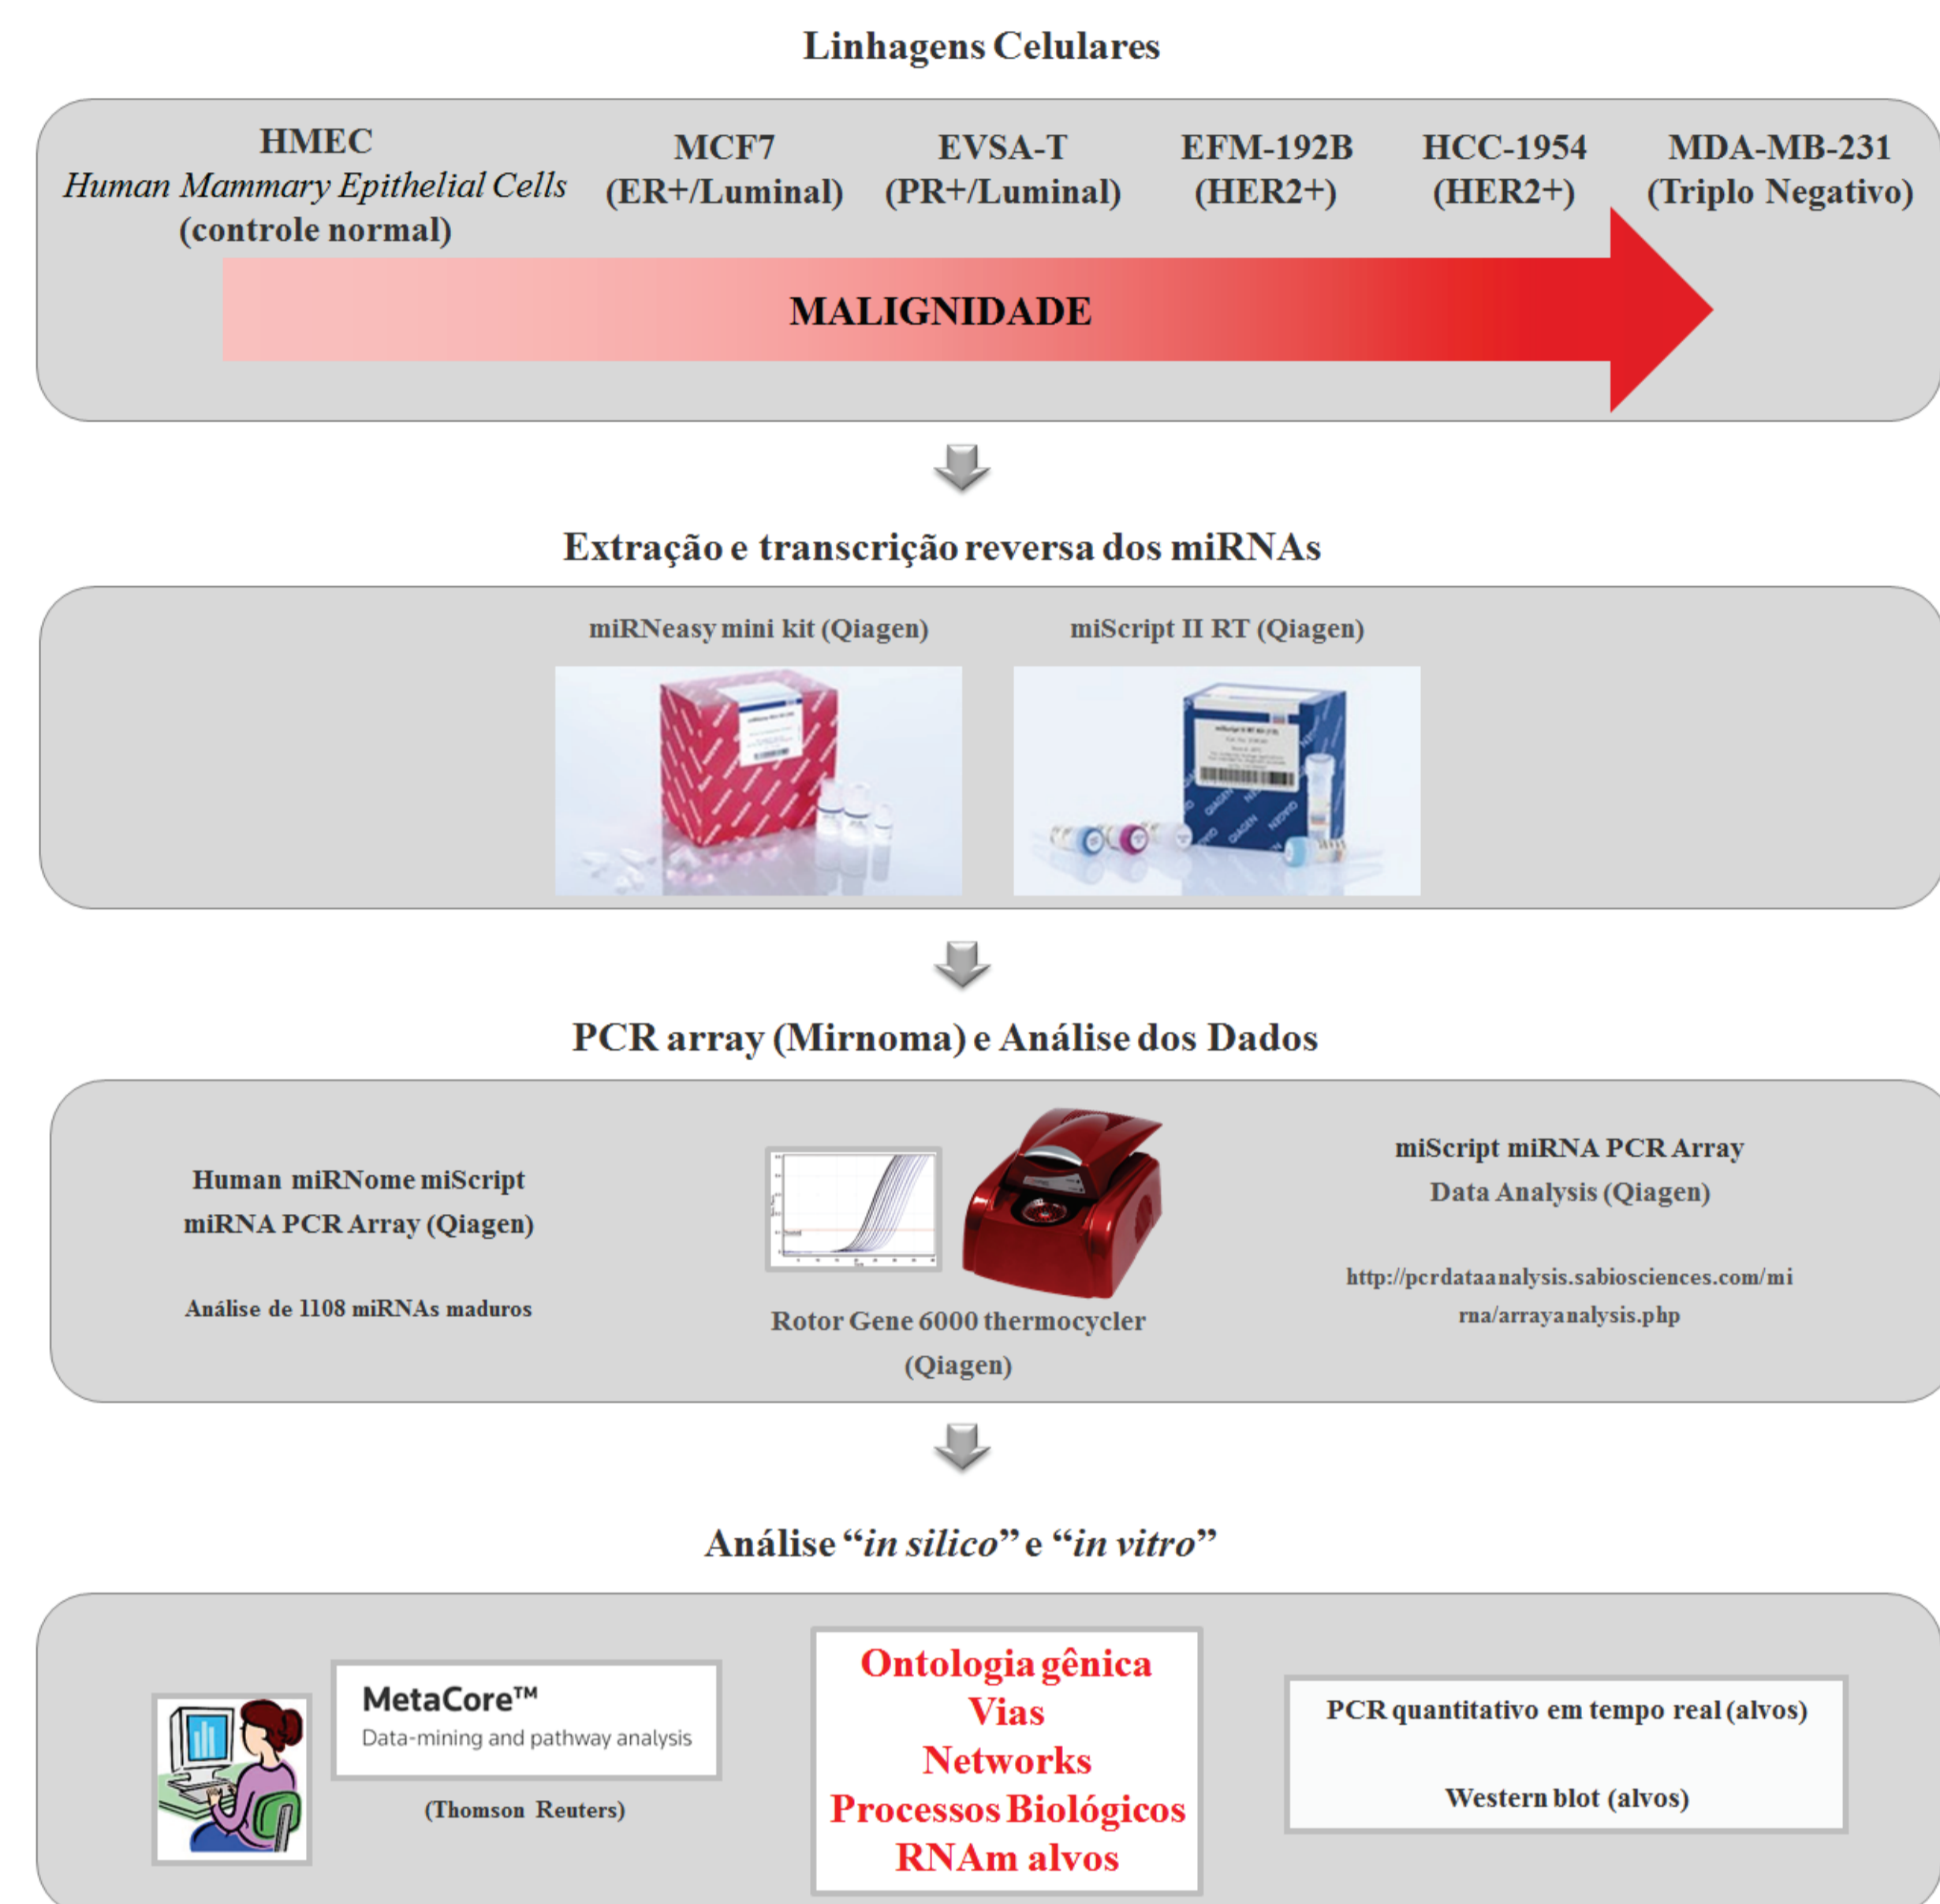 Linhagens Celulares
HMEC
Human Mammary Epithelial Cells
(controle normal)
MCF7
(ER+/Luminal)
EVSA-T
(PR+/Luminal)
EFM-192B
(HER2+)
HCC-1954
(HER2+)
MDA-MB-231
(Triplo Negativo)
MALIGNIDADE
Extração e transcrição reversa dos miRNAs
miRNeasy mini kit (Qiagen)
miScript II RT (Qiagen)
QIAGEN
QIAGEN
PCR array (Mirnoma) e Análise dos Dados
Human miRNome miScript
miRNA PCR Array (Qiagen)
Análise de 1108 miRNAs maduros
Rotor Gene 6000 thermocycler
(Qiagen)
miScript miRNA PCR Array
Data Analysis (Qiagen)
http://pcrdataanalysis.sabiosciences.com/mi
rna/arrayanalysis.php
Análise “in silico” e “in vitro”
MetaCore™
Data-mining and pathway analysis
(Thomson Reuters)
Ontologia gênica
Vias
Networks
Processos Biológicos
RNAm alvos
PCR quantitativo em tempo real (alvos)
Western blot (alvos)